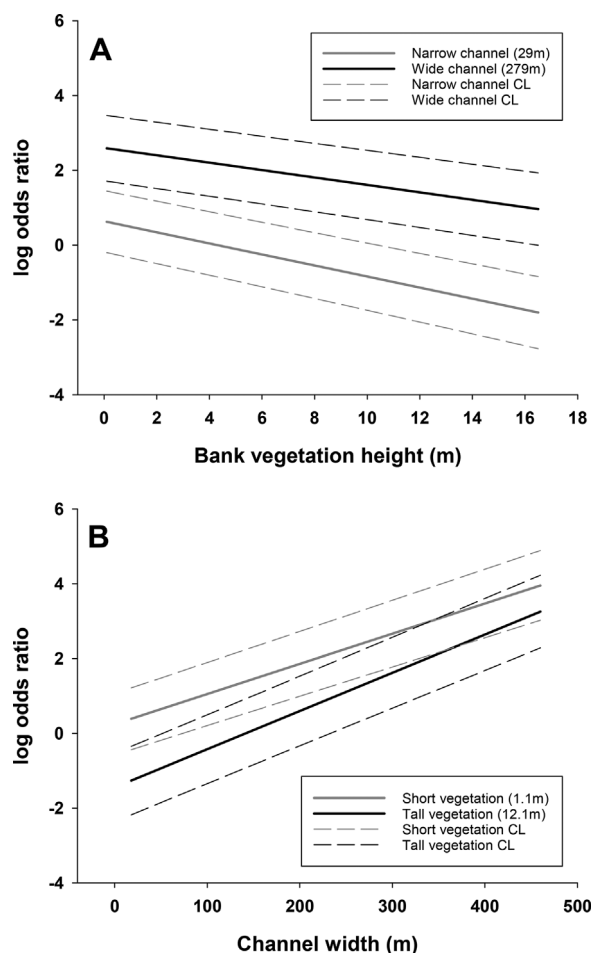 A
Narrow channel (29m)
Wide channel (279m)
Narrow channel CL
Wide channel CL
6
4
2
0
-2
-4
log odds ratio
0 2 4 6 8 10 12 14 16 18
Bank vegetation height (m)
B
6
4
2
0
-2
-4
log odds ratio
Short vegetation (1.1m)
Tall vegetation (12.1m)
Short vegetation CL
Tall vegetation CL
0 100 200 300 400 500
Channel width (m)